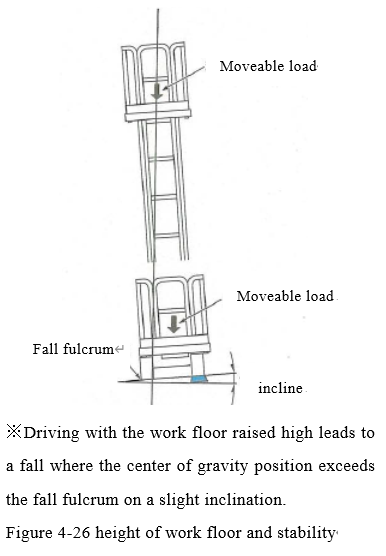 Moveable load
Moveable load
Fall fulcrum↵
incline
※Driving with the work floor raised high leads to
a fall where the center of gravity position exceeds
the fall fulcrum on a slight inclination.
Figure 4-26 height of work floor and stability